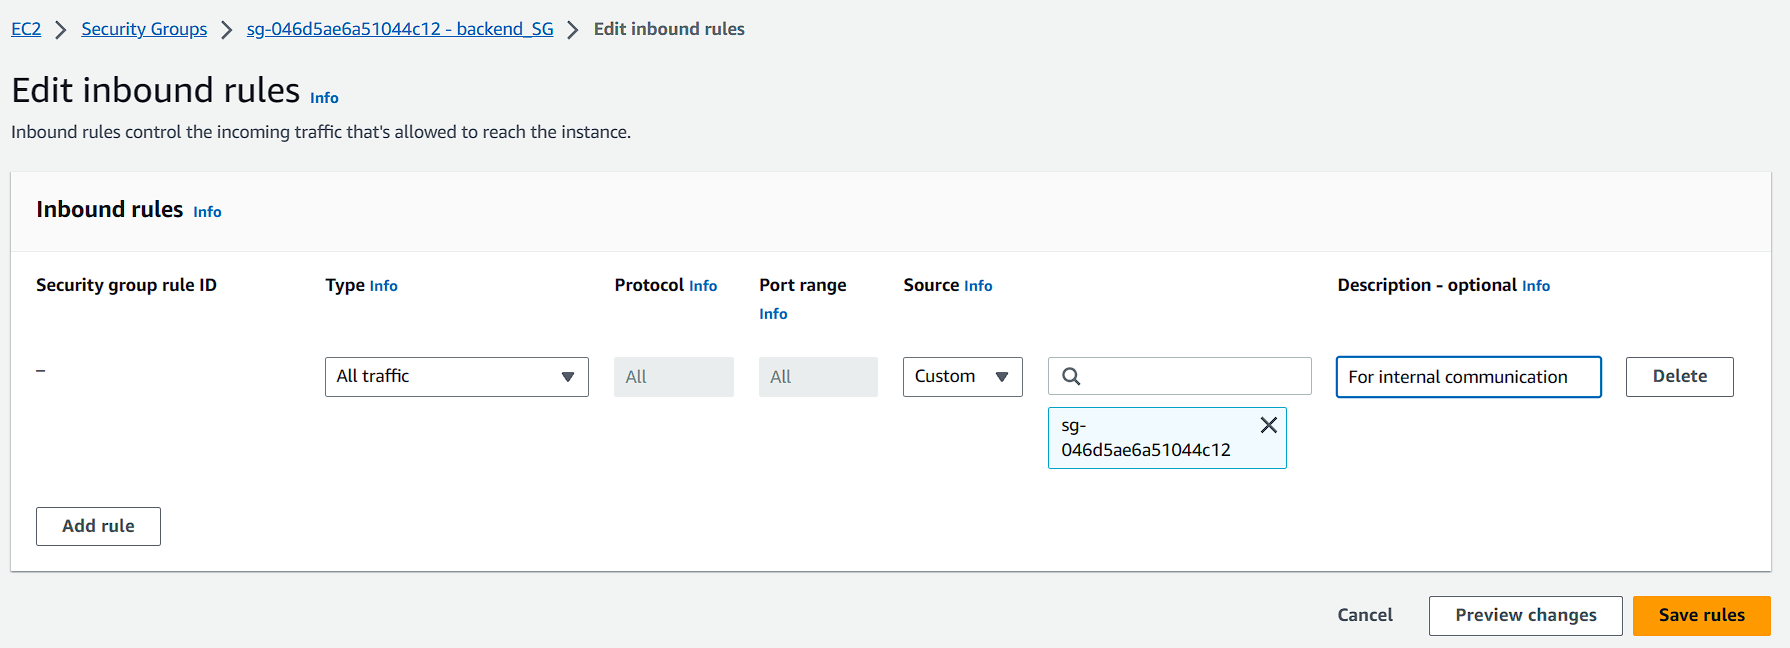 EC2 > Security Groups > sg-046d5ae6a51044c12 - backend_SG > Edit inbound rules
Edit inbound rules Info
Inbound rules control the incoming traffic that's allowed to reach the instance.
Inbound rules Info
Security group rule ID Type Info Protocol Info Port range Source Info Description - optional Info
Info
– All traffic All All Custom For internal communication Delete
sg-
046d5ae6a51044c12
Add rule
Cancel Preview changes Save rules